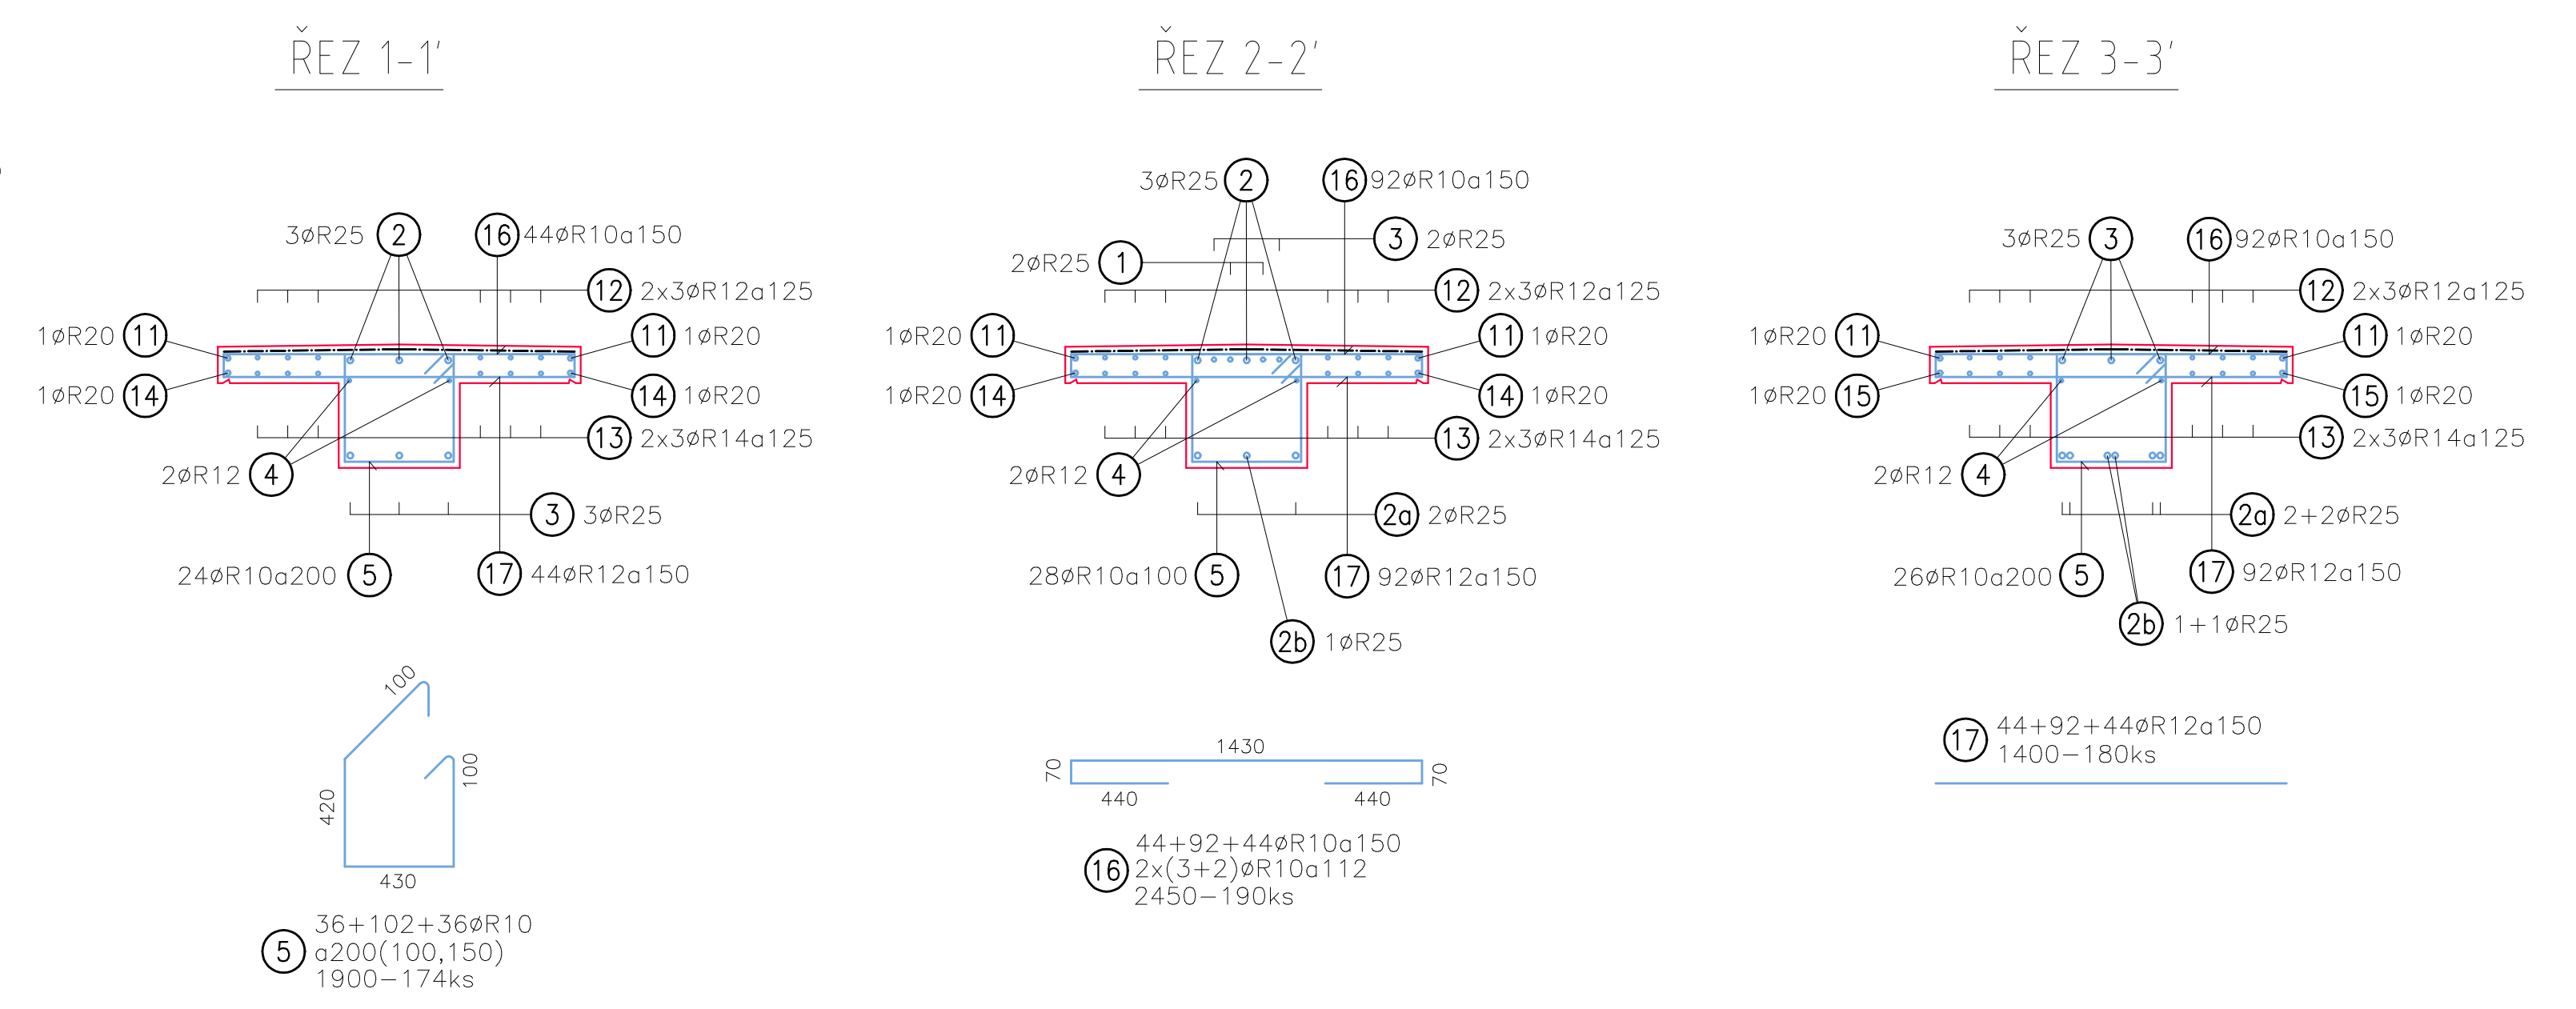 ŘEZ 1-1'
3øR25 2 16 44øR10a150
12 2x3øR12a125
1øR20 11 11 1øR20
1øR20 14 14 1øR20
13 2x3øR14a125
2øR12 4
3 3øR25
24øR10a200 5 17 44øR12a150
100
100
420
430
5 36+102+36øR10
a200(100,150)
1900-174ks
ŘEZ 2-2'
3øR25 2 16 92øR10a150
3 2øR25
2øR25 1
12 2x3øR12a125
1øR20 11 11 1øR20
1øR20 14 14 1øR20
13 2x3øR14a125
2øR12 4
2a 2øR25
28øR10a100 5 17 92øR12a150
2b 1øR25
1430
70 70
440 440
16 44+92+44øR10a150
2x(3+2)øR10a112
2450-190ks
ŘEZ 3-3'
3øR25 3 16 92øR10a150
12 2x3øR12a125
1øR20 11 11 1øR20
1øR20 15 15 1øR20
13 2x3øR14a125
2øR12 4
2a 2+2øR25
26øR10a200 5 17 92øR12a150
2b 1+1øR25
17 44+92+44øR12a150
1400-180ks